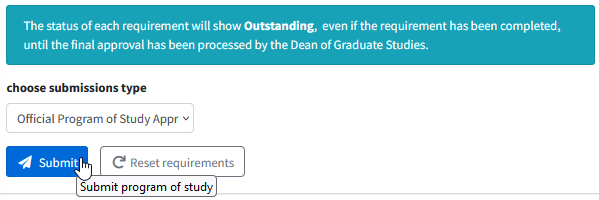 The status of each requirement will show Outstanding, even if the requirement has been completed,
until the final approval has been processed by the Dean of Graduate Studies.
choose submissions type
Official Program of Study Appr
Submit
Reset requirements
Submit program of study